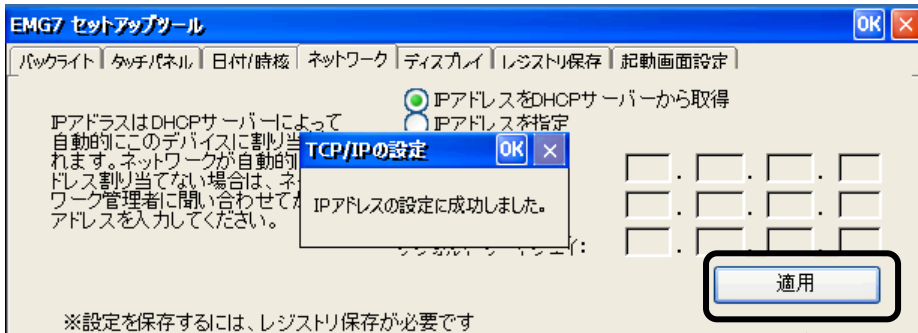 EMG7 セットアップツール OK
バックライト タッチパネル 日付/時核 ネットワーク ディスプレイ レジストリ保存 起動画面設定
IPアドレスをDHCPサーバーから取得
IPアドレスを指定
IPアドラスはDHCPサーバーによって
自動的にこのデバイスに割り当
れます。ネットワークが自動的
ドレス割り当てない場合は、ネ
ワーク管理者に聞い合わせて
アドレスを入力してください。
TCP/IPの設定 OK
IPアドレスの設定に成功しました。
適用
※設定を保存するには、レジストリ保存が必要です